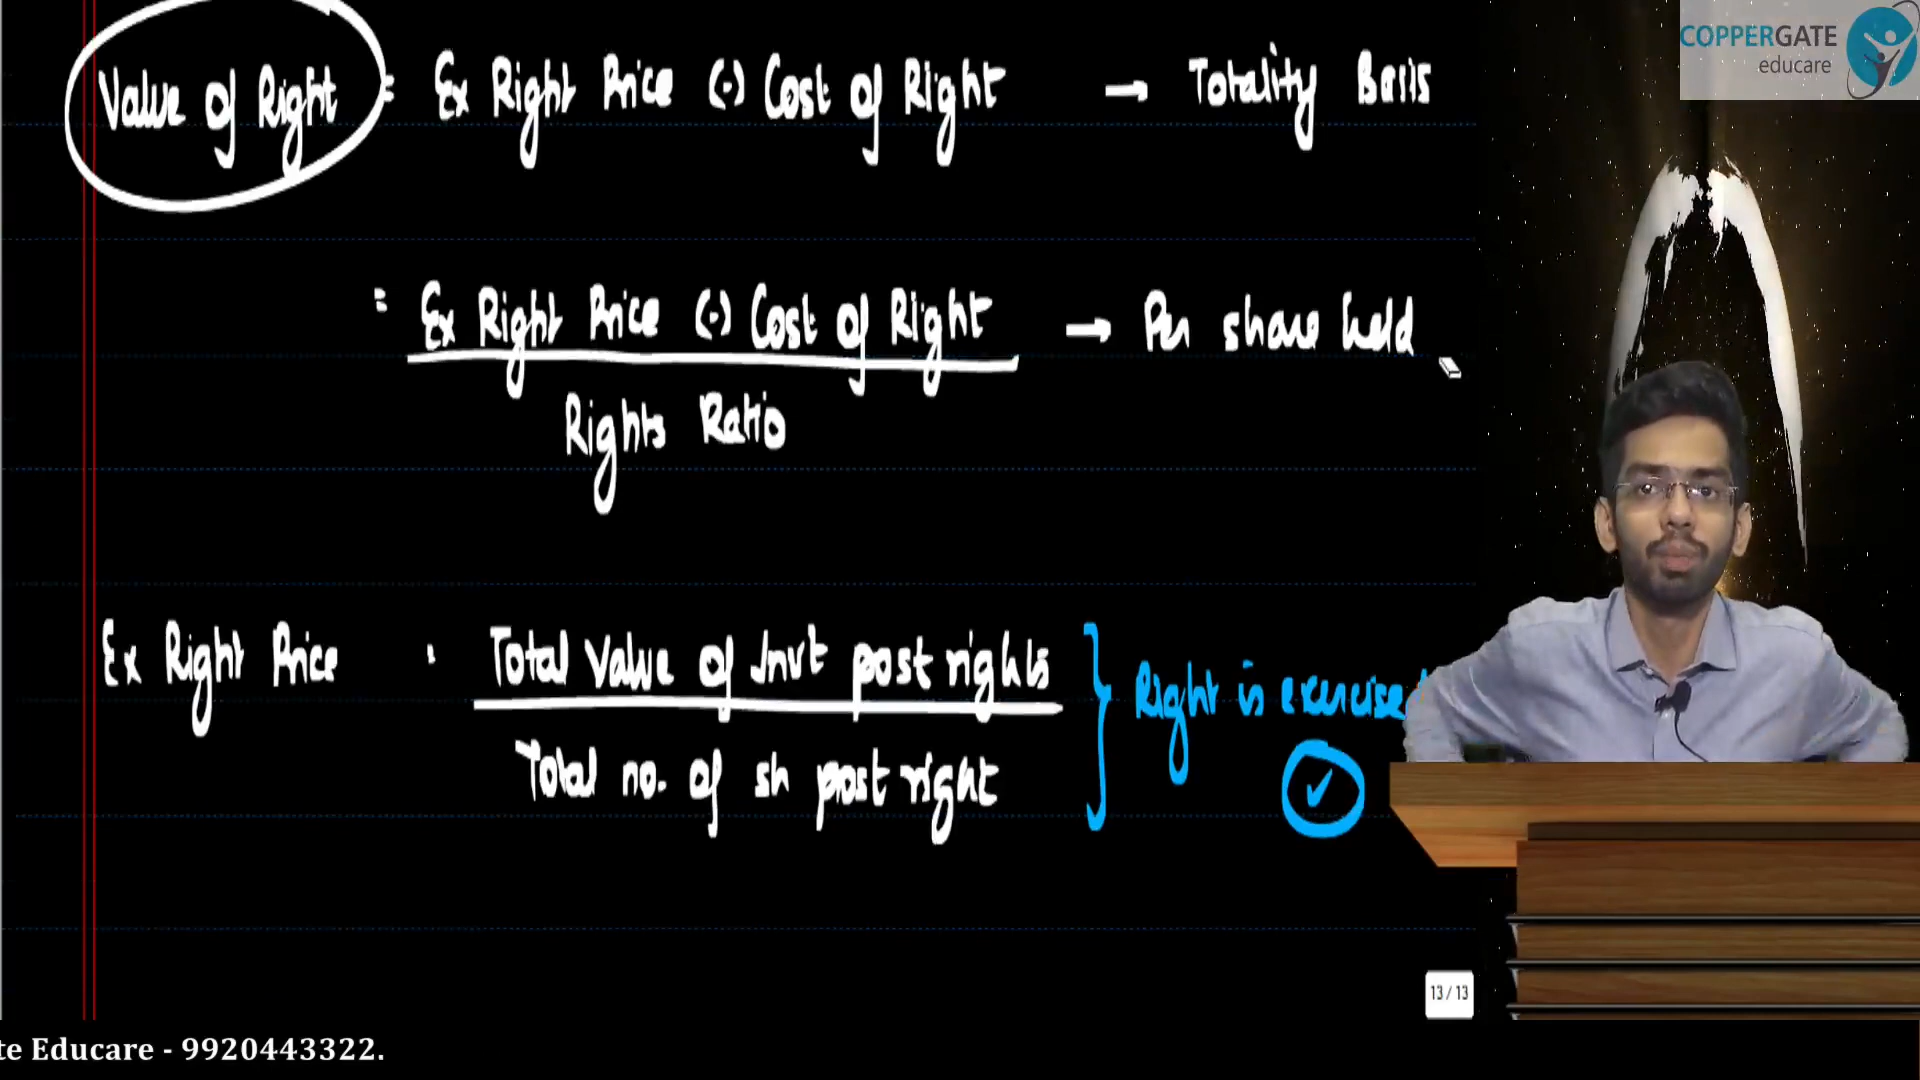 COPPERGATE
educare
Value of Right = Ex Right Price (-) Cost of Right → Totality Basis
= Ex Right Price (-) Cost of Right → Per share held
Rights Ratio
Ex Right Price : Total Value of Invt post rights
Total no. of sh post right
Right is exercise
✓
13/13
te Educare - 9920443322.